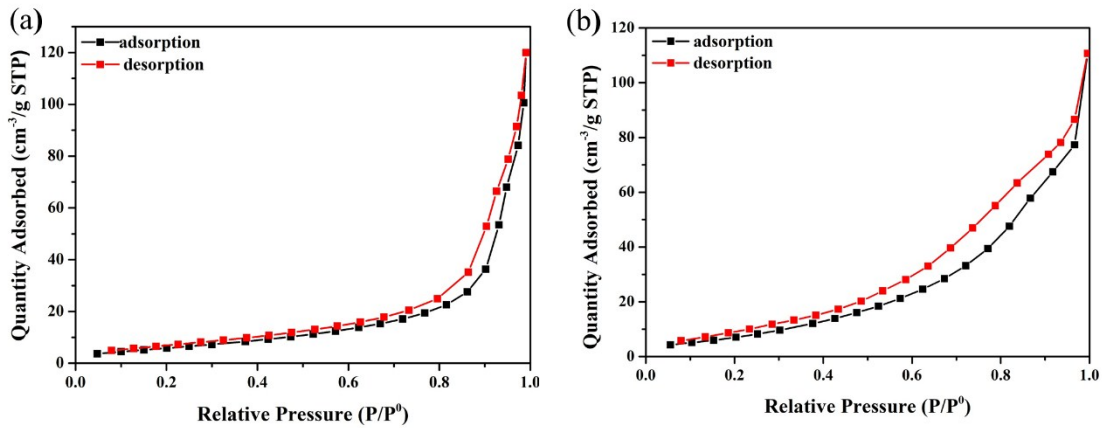 (a)
adsorption
desorption
Quantity Adsorbed (cm⁻³/g STP)
120
100
80
60
40
20
0
0.0 0.2 0.4 0.6 0.8 1.0
Relative Pressure (P/P⁰)
(b)
adsorption
desorption
Quantity Adsorbed (cm⁻³/g STP)
120
100
80
60
40
20
0
0.0 0.2 0.4 0.6 0.8 1.0
Relative Pressure (P/P⁰)